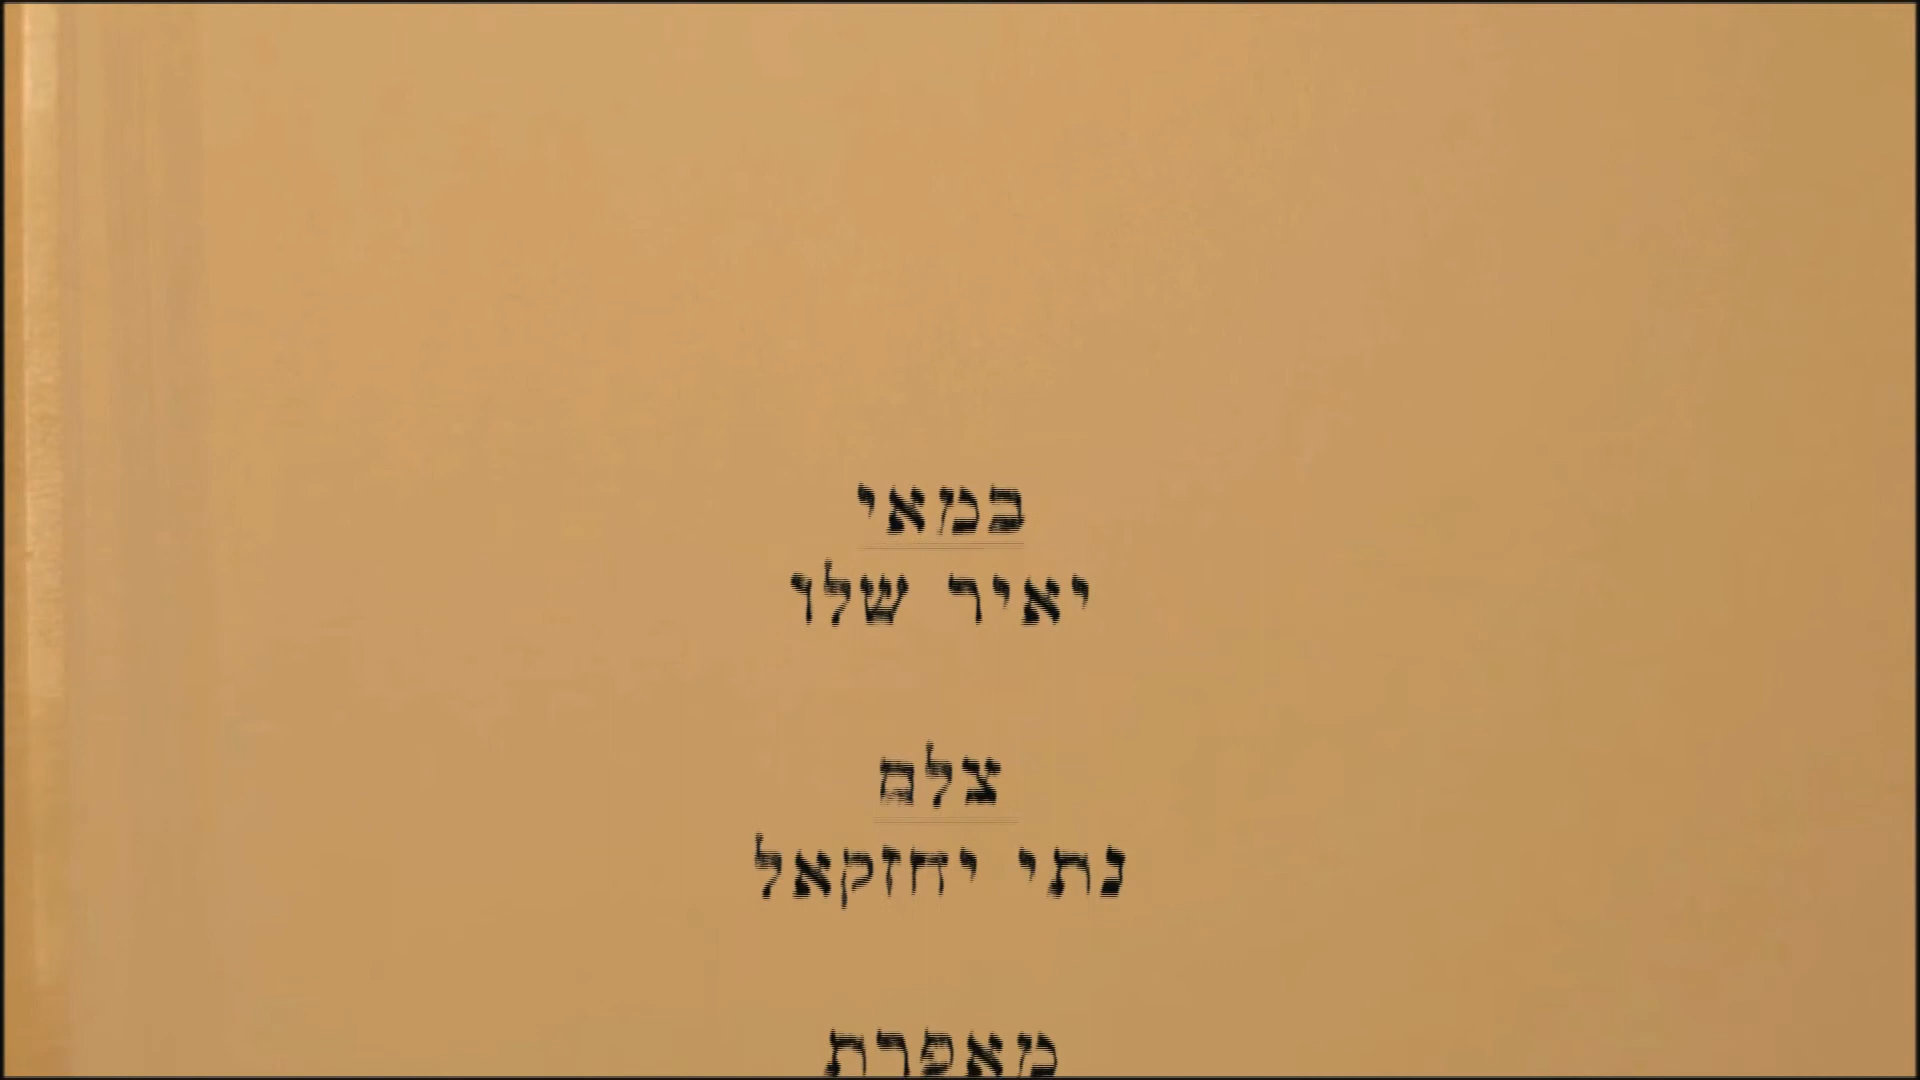 במאי
יאיר שלו
צלם
נתי יחזקאל
מאפרת